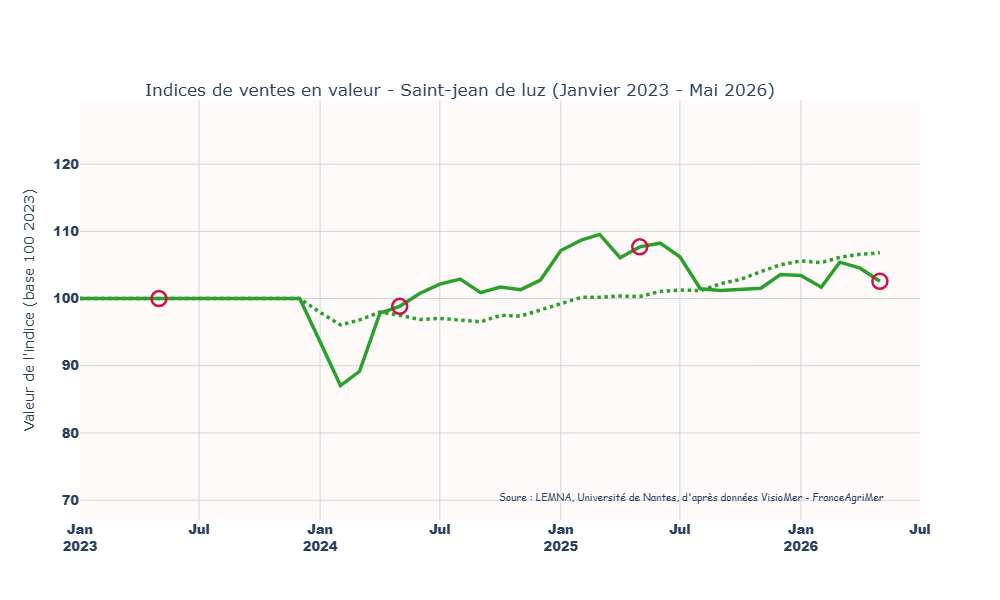 Indices de ventes en valeur - Saint-jean de luz (Janvier 2023 - Mai 2026)
Valeur de l'indice (base 100 2023)
120
110
100
90
80
70
Soure : LEMNA, Université de Nantes, d'après données VisioMer - FranceAgriMer
Jan Jul Jan Jul Jan Jul Jan Jul
2023 2024 2025 2026